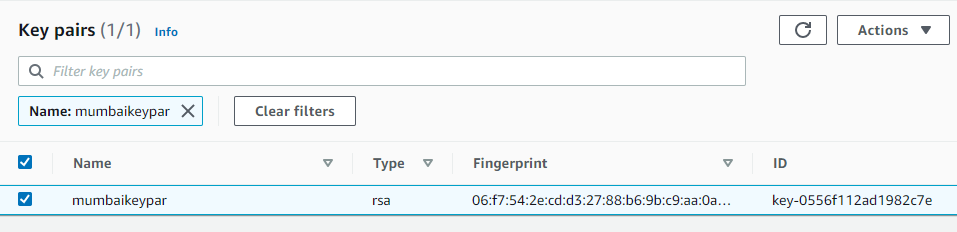 Key pairs (1/1) Info
Actions
Filter key pairs
Name: mumbaikeypar
Clear filters
Name Type Fingerprint ID
mumbaikeypar rsa 06:f7:54:2e:cd:d3:27:88:b6:9b:c9:aa:0a... key-0556f112ad1982c7e